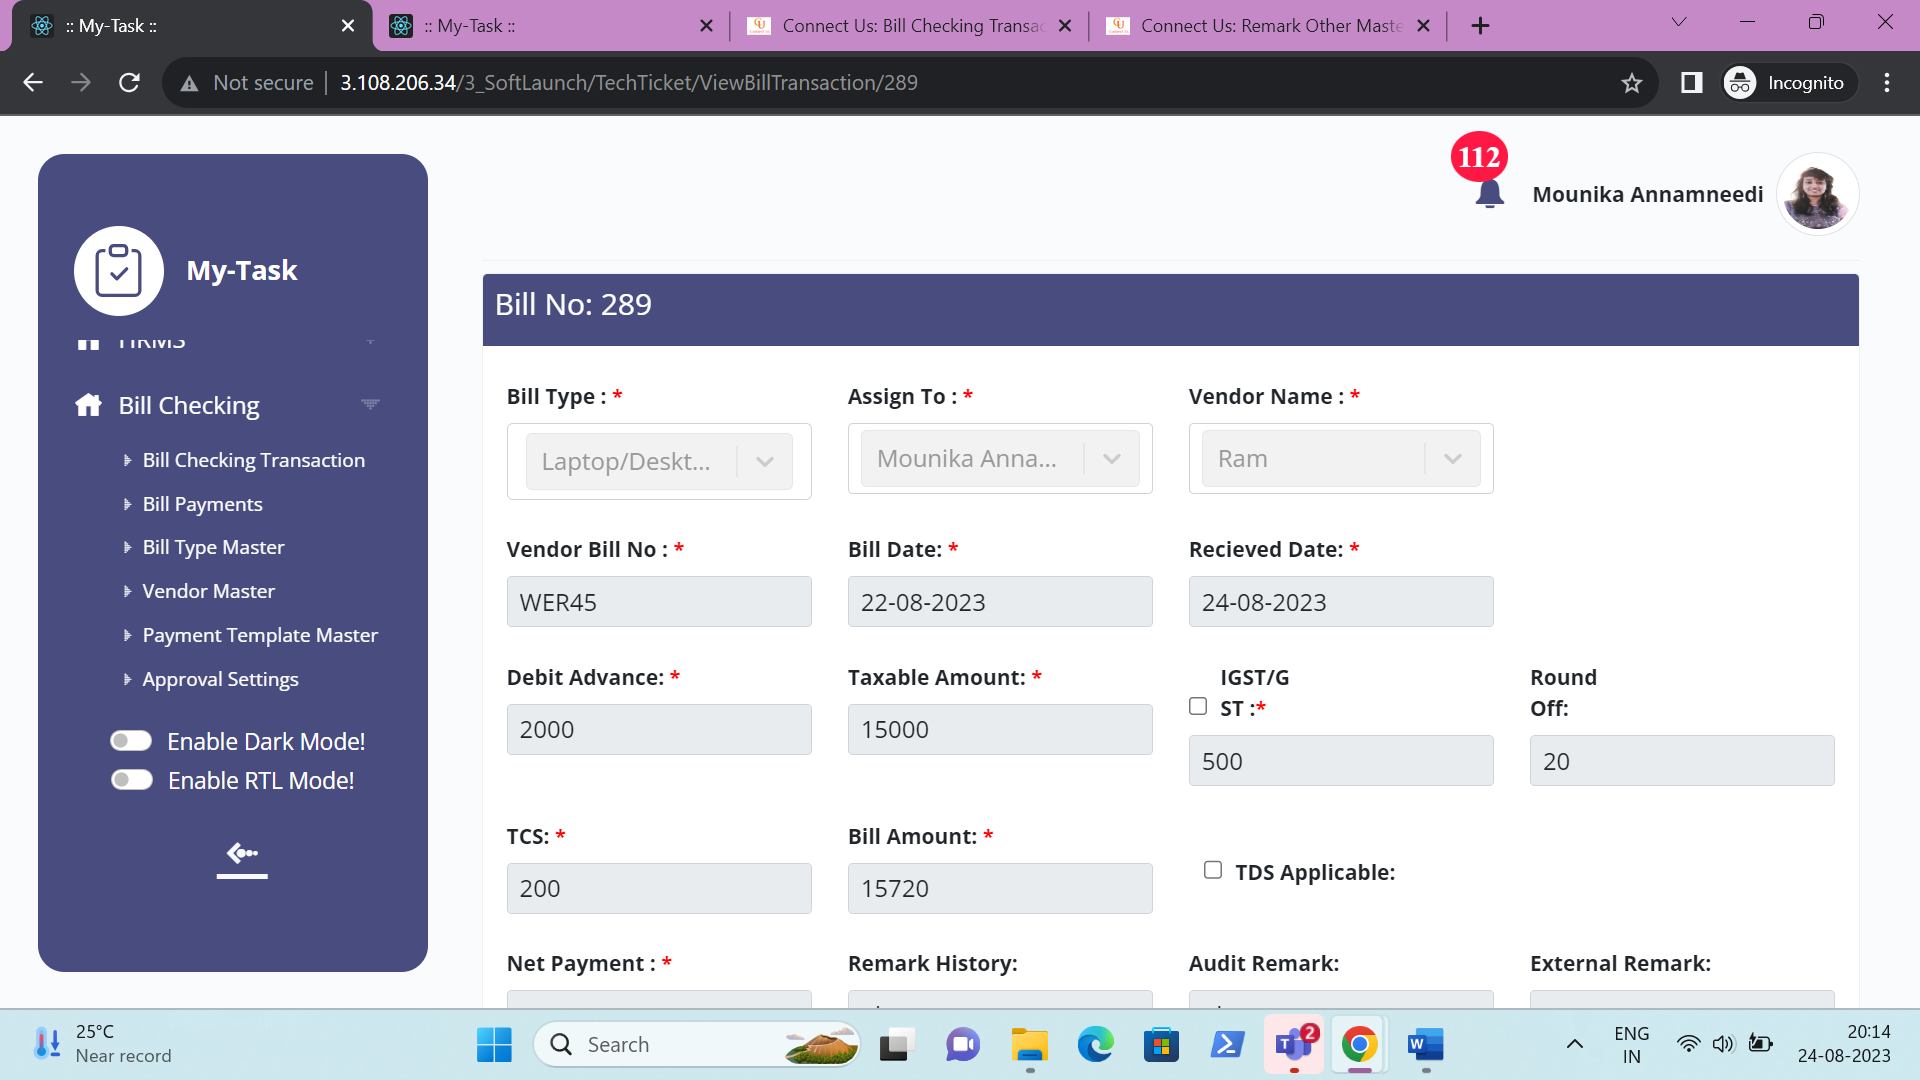 :: My-Task ::
:: My-Task ::
Connect Us: Bill Checking Transac
Connect Us: Remark Other Maste
Not secure
3.108.206.34/3_SoftLaunch/TechTicket/ViewBillTransaction/289
Incognito
112
Mounika Annamneedi
My-Task
HRMS
Bill Checking
Bill Checking Transaction
Bill Payments
Bill Type Master
Vendor Master
Payment Template Master
Approval Settings
Enable Dark Mode!
Enable RTL Mode!
Bill No: 289
Bill Type : *
Assign To : *
Vendor Name : *
Laptop/Deskt...
Mounika Anna...
Ram
Vendor Bill No : *
Bill Date: *
Recieved Date: *
WER45
22-08-2023
24-08-2023
Debit Advance: *
Taxable Amount: *
IGST/G
ST :*
Round
Off:
2000
15000
500
20
TCS: *
Bill Amount: *
TDS Applicable:
200
15720
Net Payment : *
Remark History:
Audit Remark:
External Remark:
25°C
Near record
Search
2
ENG
IN
20:14
24-08-2023